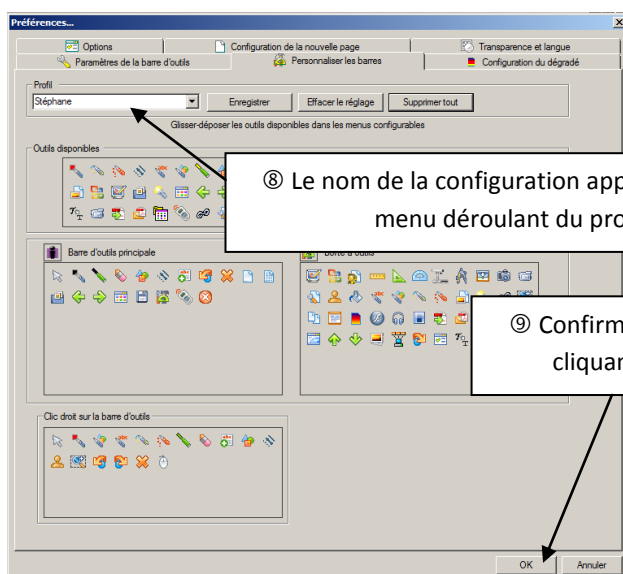 Préférences...
Options
Configuration de la nouvelle page
Transparence et langue
Paramètres de la barre d'outils
Personnaliser les barres
Configuration du dégradé
Profil
Stéphane
Enregistrer
Effacer le réglage
Supprimer tout
Glisser-déposer les outils disponibles dans les menus configurables
Outils disponibles
⑧ Le nom de la configuration app
menu déroulant du pro
Barre d'outils principale
⑨ Confirm
cliquan
Clic droit sur la barre d'outils
OK
Annuler